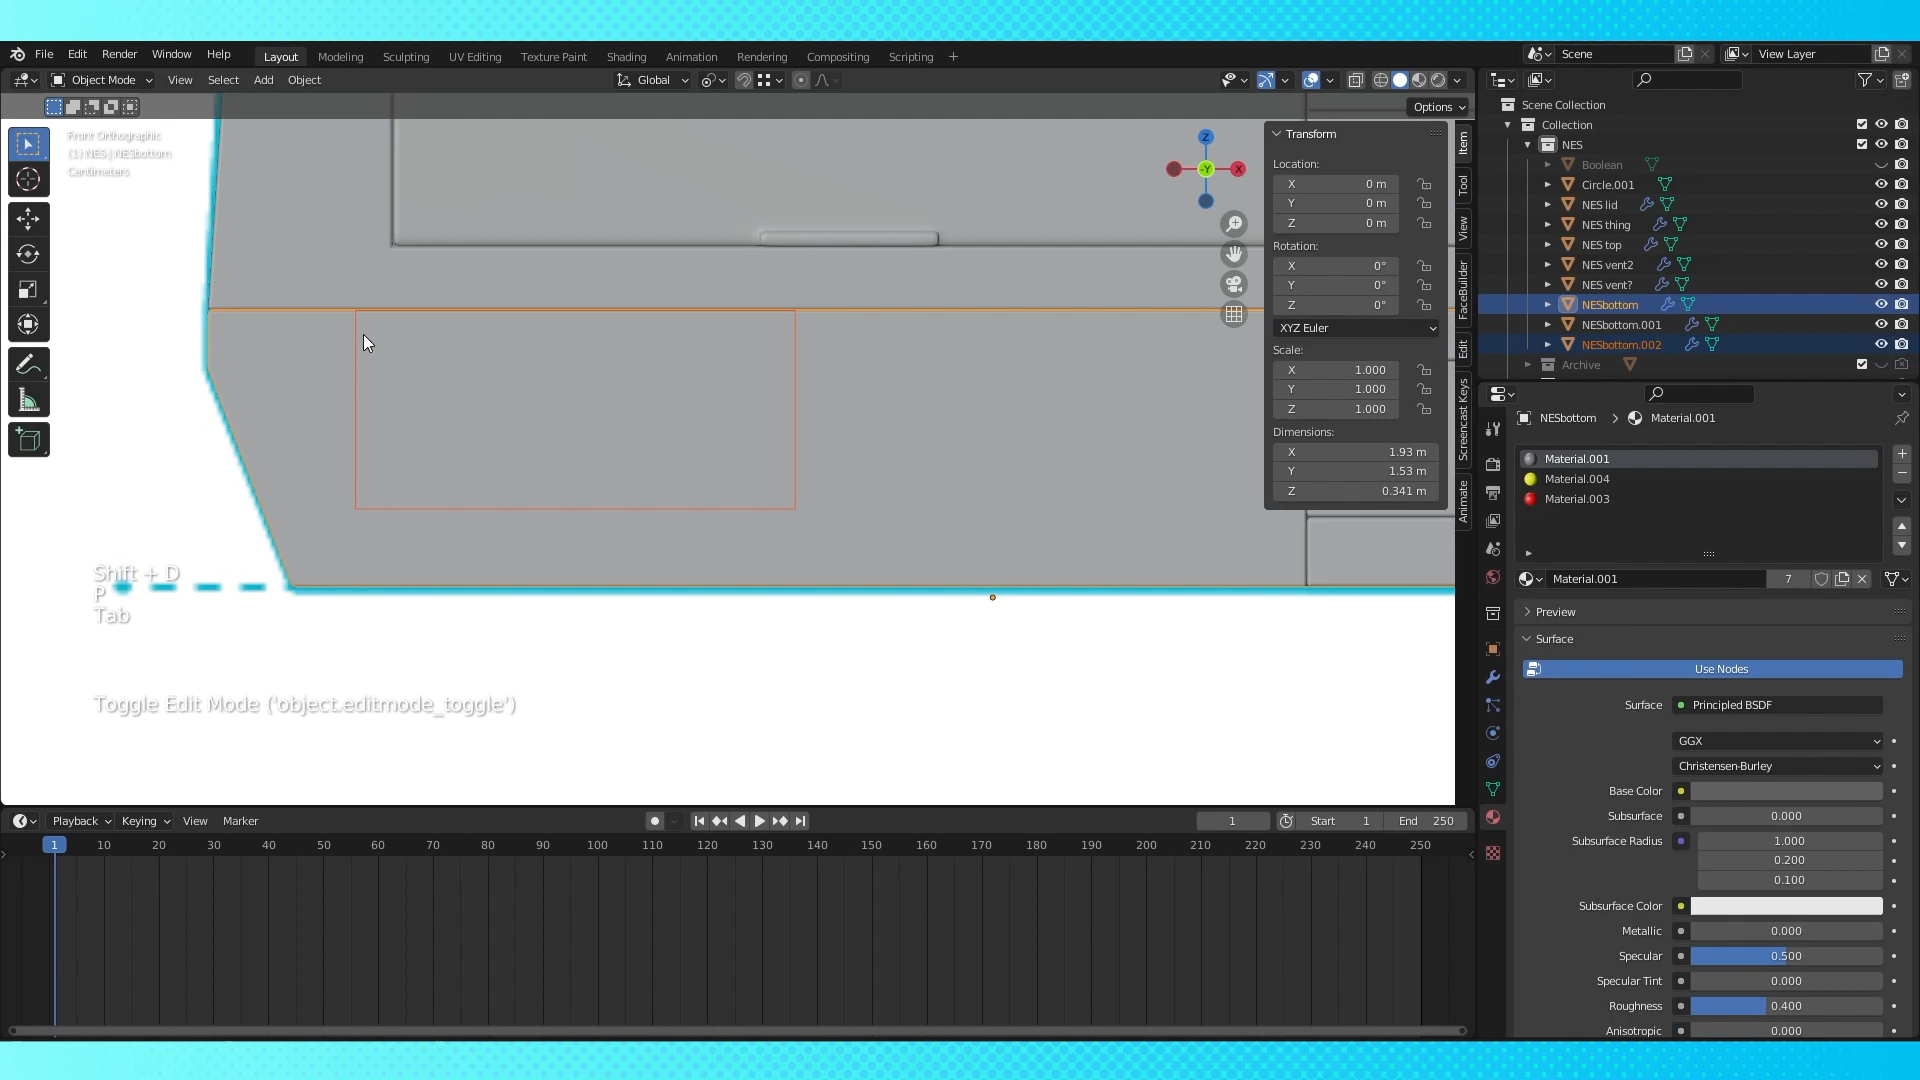 File Edit Render Window Help Layout Modeling Sculpting UV Editing Texture Paint Shading Animation Rendering Compositing Scripting + Scene View Layer
Object Mode View Select Add Object Global
Options
Front Orthographic
(1) NES | NESbottom
Centimeters
Z
X
-Y
Transform
Location:
X 0 m
Y 0 m
Z 0 m
Rotation:
X 0°
Y 0°
Z 0°
XYZ Euler
Scale:
X 1.000
Y 1.000
Z 1.000
Dimensions:
X 1.93 m
Y 1.53 m
Z 0.341 m
Item
Tool
View
FaceBuilder
Edit
Screencast Keys
Animate
Shift + D
P
Tab
Toggle Edit Mode ('object.editmode_toggle')
Scene Collection
Collection
NES
Boolean
Circle.001
NES lid
NES thing
NES top
NES vent2
NES vent?
NESbottom
NESbottom.001
NESbottom.002
Archive
NESbottom > Material.001
Material.001
Material.004
Material.003
Material.001 7
Preview
Surface
Use Nodes
Surface Principled BSDF
GGX
Christensen-Burley
Base Color
Subsurface 0.000
Subsurface Radius 1.000
0.200
0.100
Subsurface Color
Metallic 0.000
Specular 0.500
Specular Tint 0.000
Roughness 0.400
Anisotropic 0.000
Playback Keying View Marker 1 Start 1 End 250
1 10 20 30 40 50 60 70 80 90 100 110 120 130 140 150 160 170 180 190 200 210 220 230 240 250